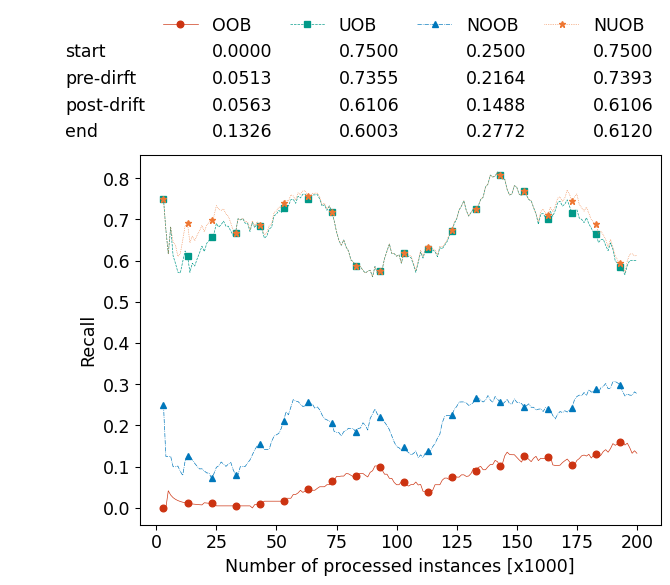 OOB UOB NOOB NUOB
start 0.0000 0.7500 0.2500 0.7500
pre-dirft 0.0513 0.7355 0.2164 0.7393
post-drift 0.0563 0.6106 0.1488 0.6106
end 0.1326 0.6003 0.2772 0.6120
0.8
0.7
0.6
0.5
0.4
0.3
0.2
0.1
0.0
Recall
0 25 50 75 100 125 150 175 200
Number of processed instances [x1000]